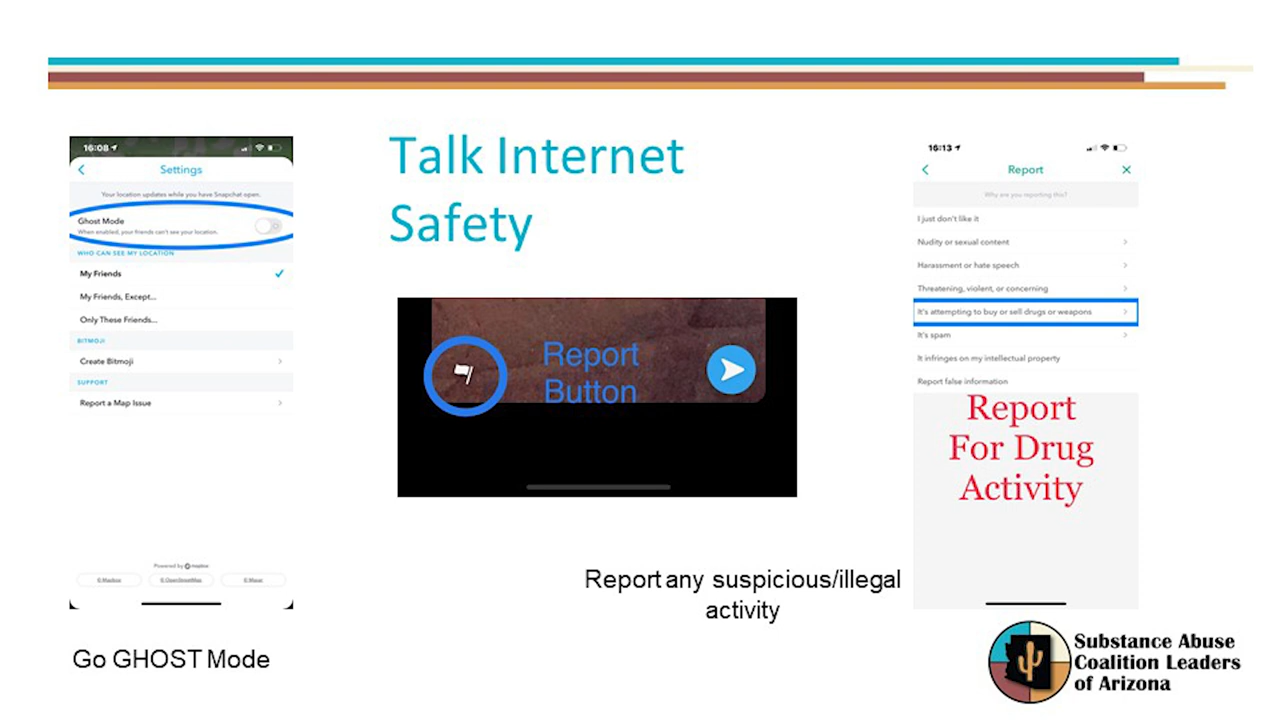 Talk Internet
Safety
16:08
Settings
Your location updates while you have Snapchat open.
Ghost Mode
When enabled, your friends can't see your location.
WHO CAN SEE MY LOCATION
My Friends
My Friends, Except...
Only These Friends...
BITMOJI
Create Bitmoji
SUPPORT
Report a Map Issue
Powered by mapbox
© Mapbox © OpenStreetMap
Go GHOST Mode
Report
Button
Report any suspicious/illegal
activity
16:13
Report
Why are you reporting this?
I just don't like it
Nudity or sexual content
Harassment or hate speech
Threatening, violent, or concerning
It's attempting to buy or sell drugs or weapons
It's spam
It infringes on my intellectual property
Report false information
Report
For Drug
Activity
Substance Abuse
Coalition Leaders
of Arizona